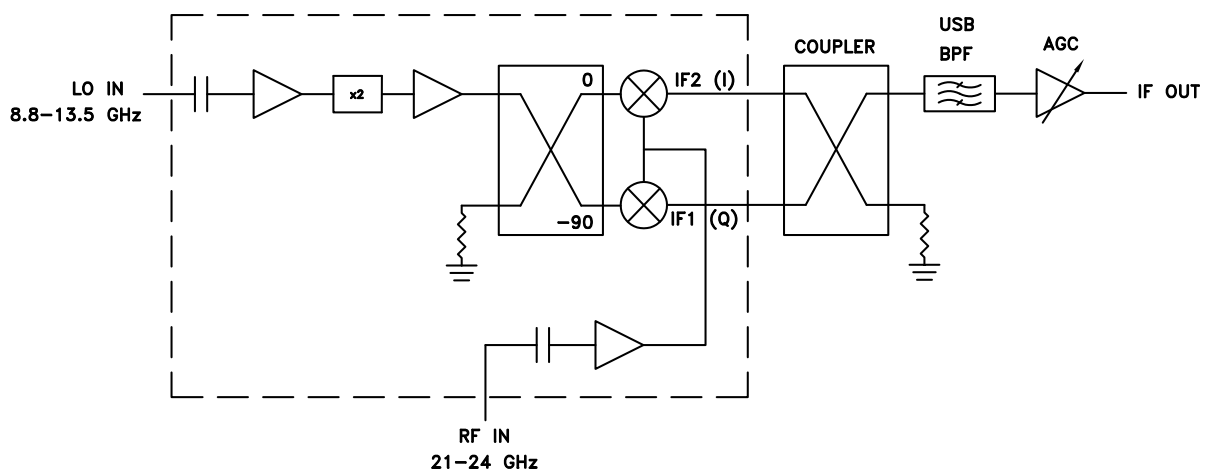 USB
BPF
COUPLER
AGC
LO IN
8.8–13.5 GHz
x2
0
IF2 (I)
IF OUT
–90
IF1 (Q)
RF IN
21–24 GHz